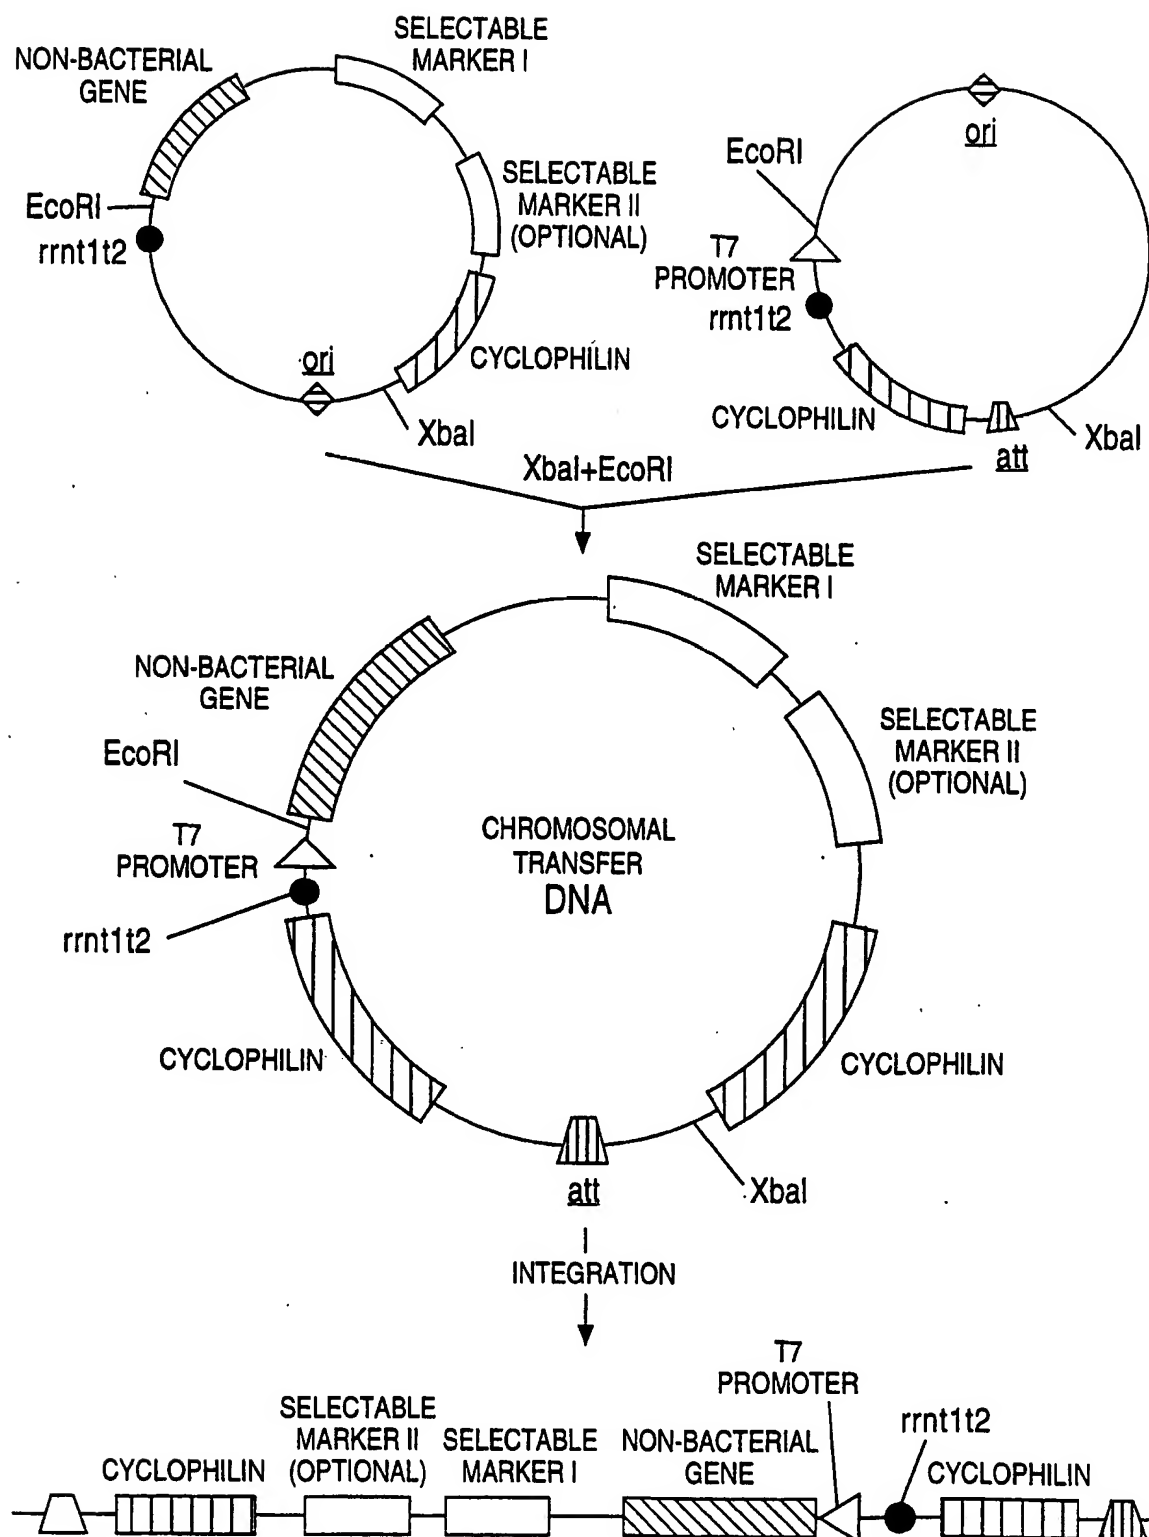 SELECTABLE
MARKER I
NON-BACTERIAL
GENE
SELECTABLE
MARKER II
(OPTIONAL)
EcoRI
rrnt1t2
ori
CYCLOPHILIN
XbaI
ori
EcoRI
T7
PROMOTER
rrnt1t2
CYCLOPHILIN
att
XbaI
XbaI+EcoRI
SELECTABLE
MARKER I
NON-BACTERIAL
GENE
SELECTABLE
MARKER II
(OPTIONAL)
EcoRI
T7
PROMOTER
CHROMOSOMAL
TRANSFER
DNA
rrnt1t2
CYCLOPHILIN
CYCLOPHILIN
att
XbaI
INTEGRATION
T7
PROMOTER
rrnt1t2
CYCLOPHILIN
SELECTABLE
MARKER II
(OPTIONAL)
SELECTABLE
MARKER I
NON-BACTERIAL
GENE
CYCLOPHILIN